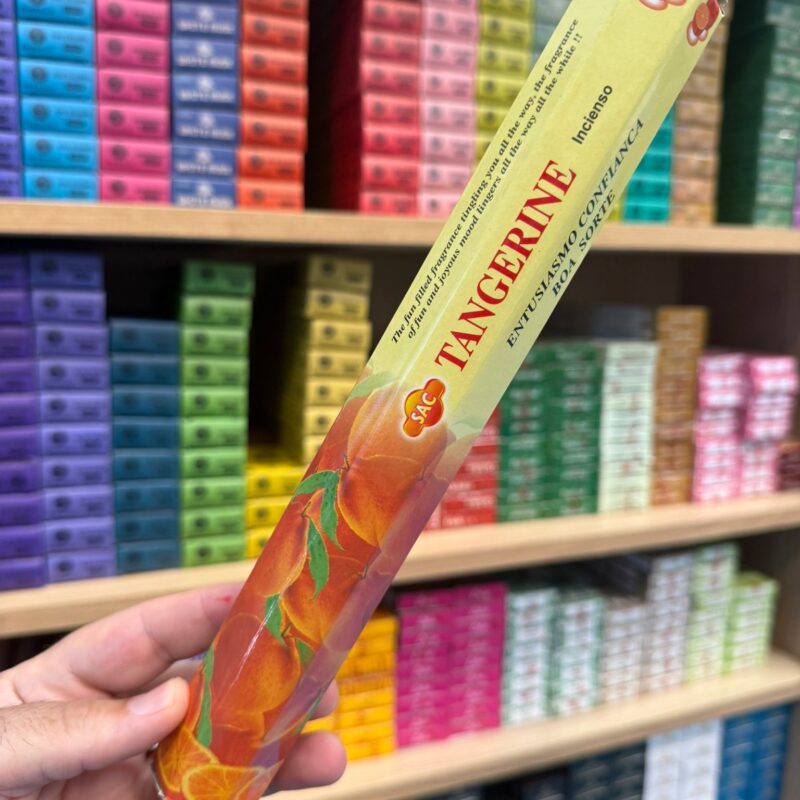 The fun filled fragrance tingling you all the way, the fragrance
of fun and joyous mood lingers all the way all the while !!
TANGERINE
Incienso
ENTUSIASMO CONFIANCA
BOA SORTE
SAC